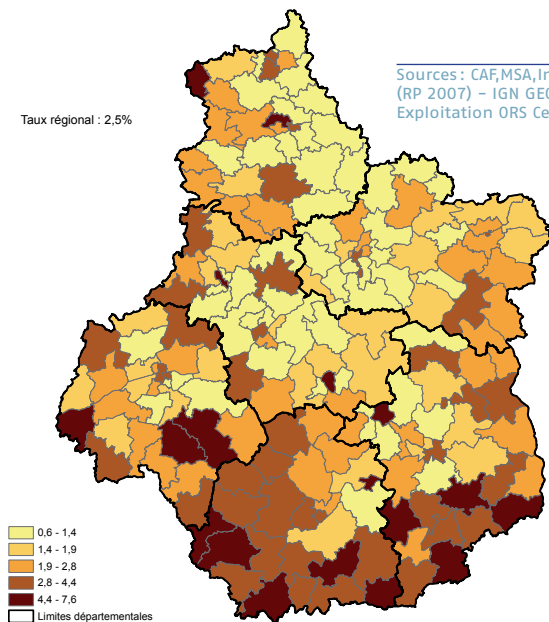 Sources: CAF,MSA,In
(RP 2007) - IGN GEO
Exploitation ORS Ce
Taux régional : 2,5%
0,6 - 1,4
1,4 - 1,9
1,9 - 2,8
2,8 - 4,4
4,4 - 7,6
Limites départementales